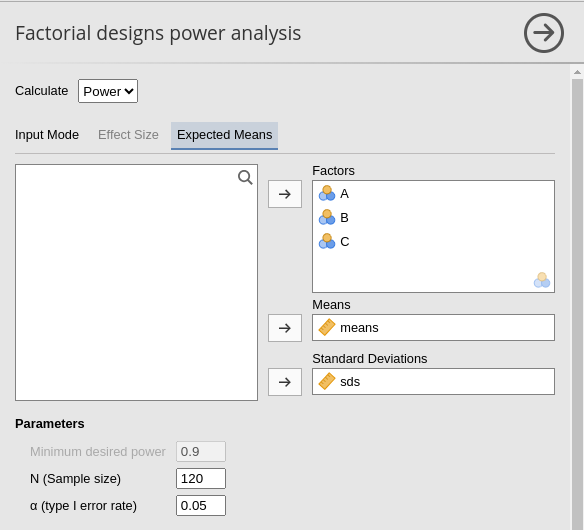 Factorial designs power analysis
Calculate Power
Input Mode Effect Size Expected Means
Factors
A
B
C
Means
means
Standard Deviations
sds
Parameters
Minimum desired power 0.9
N (Sample size) 120
α (type I error rate) 0.05